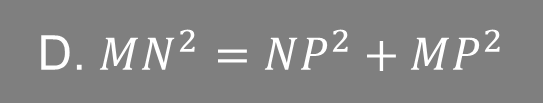 D. MN² = NP² + MP²